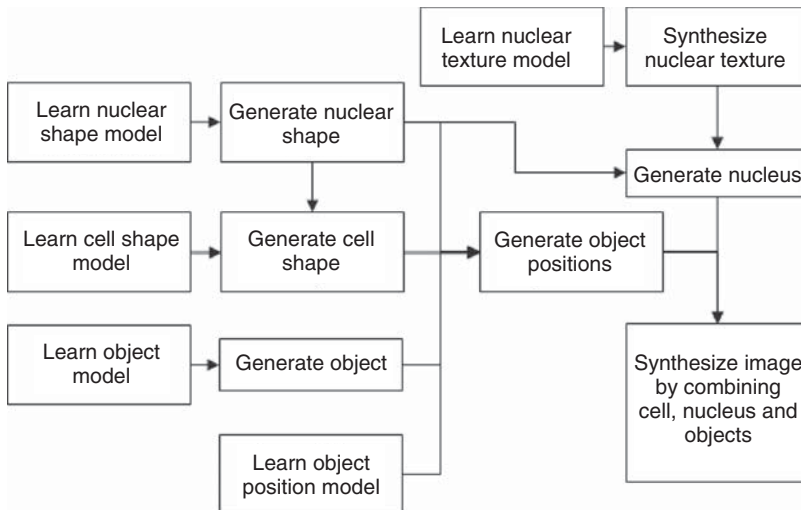 Learn nuclear
texture model
Synthesize
nuclear texture
Learn nuclear
shape model
Generate nuclear
shape
Generate nucleus
Learn cell shape
model
Generate cell
shape
Generate object
positions
Learn object
model
Generate object
Synthesize image
by combining
cell, nucleus and
objects
Learn object
position model